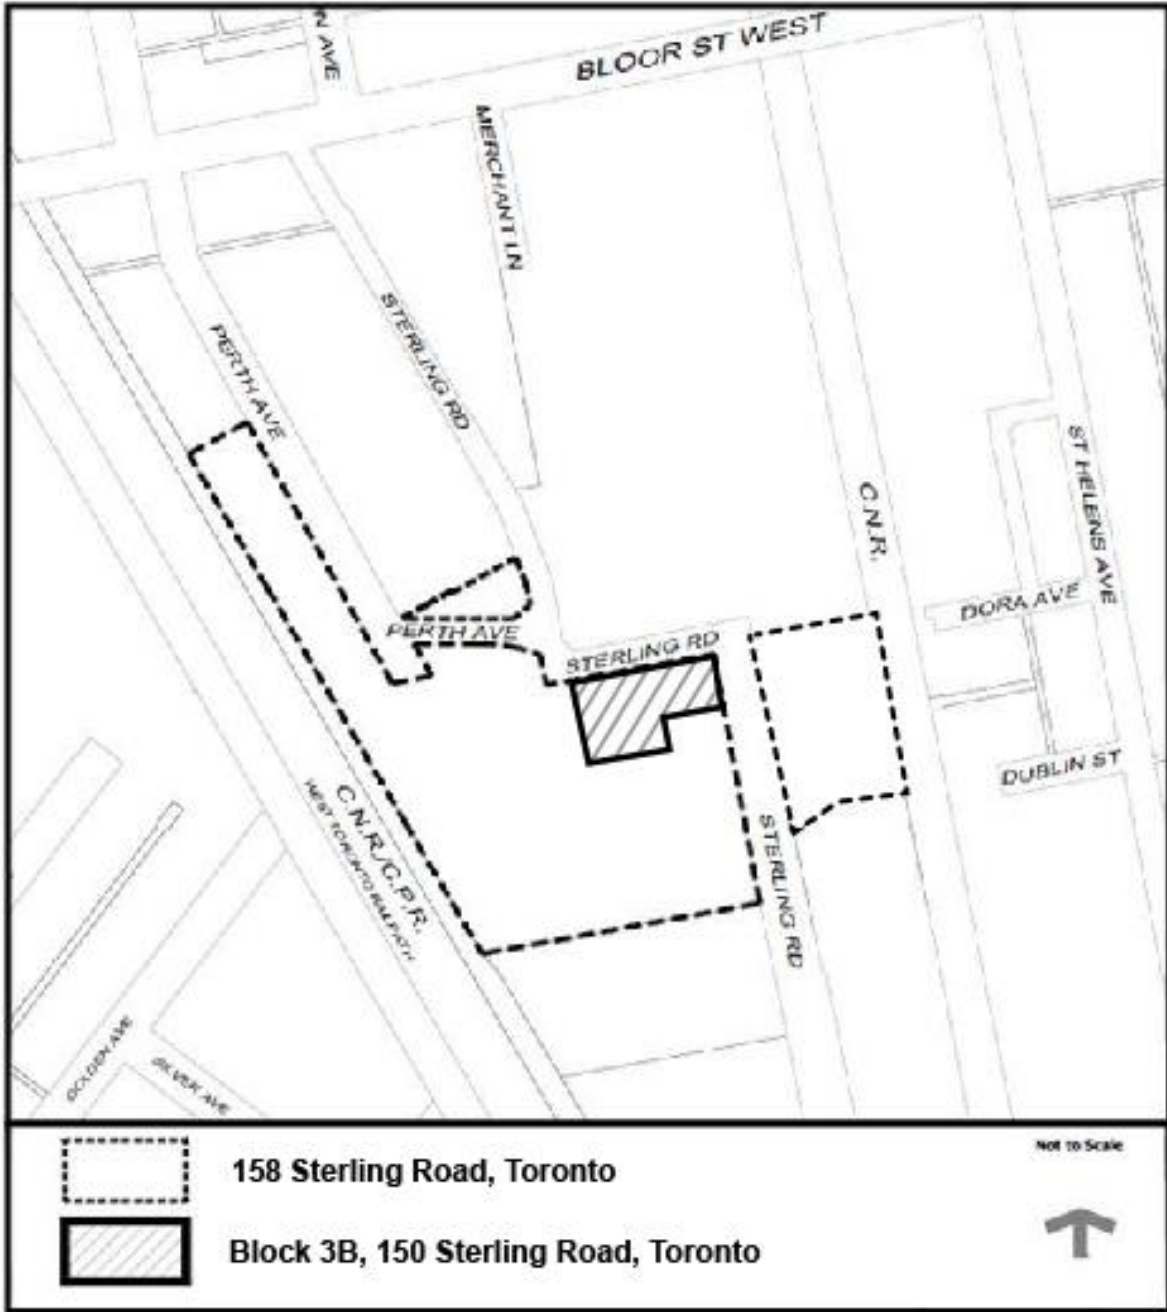 N AVE
BLOOR ST WEST
MERCHANT LN
STERLING RD
PERTH AVE
C.N.R.
ST HELENS AVE
DORA AVE
PERTH AVE
STERLING RD
DUBLIN ST
C.N.R./C.P.R.
WEST TORONTO RAILPATH
STERLING RD
GOLDEN AVE
SILVER AVE
Not to Scale
158 Sterling Road, Toronto
Block 3B, 150 Sterling Road, Toronto